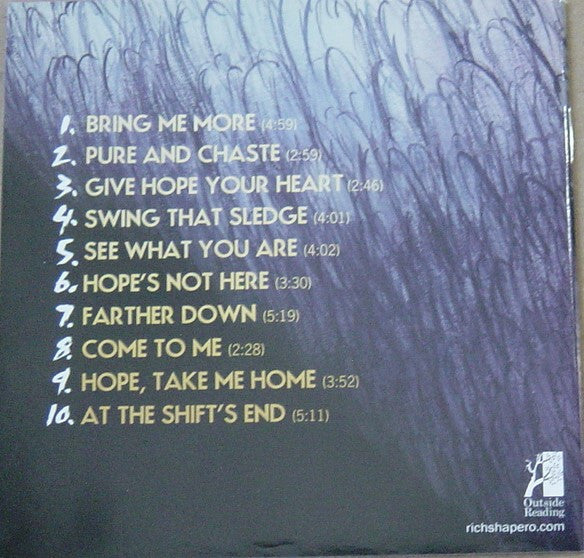 1. BRING ME MORE (4:59)
2. PURE AND CHASTE (2:59)
3. GIVE HOPE YOUR HEART (2:46)
4. SWING THAT SLEDGE (4:01)
5. SEE WHAT YOU ARE (4:02)
6. HOPE'S NOT HERE (3:30)
7. FARTHER DOWN (5:19)
8. COME TO ME (2:28)
9. HOPE, TAKE ME HOME (3:52)
10. AT THE SHIFT'S END (5:11)
Outside
Reading
richshapero.com